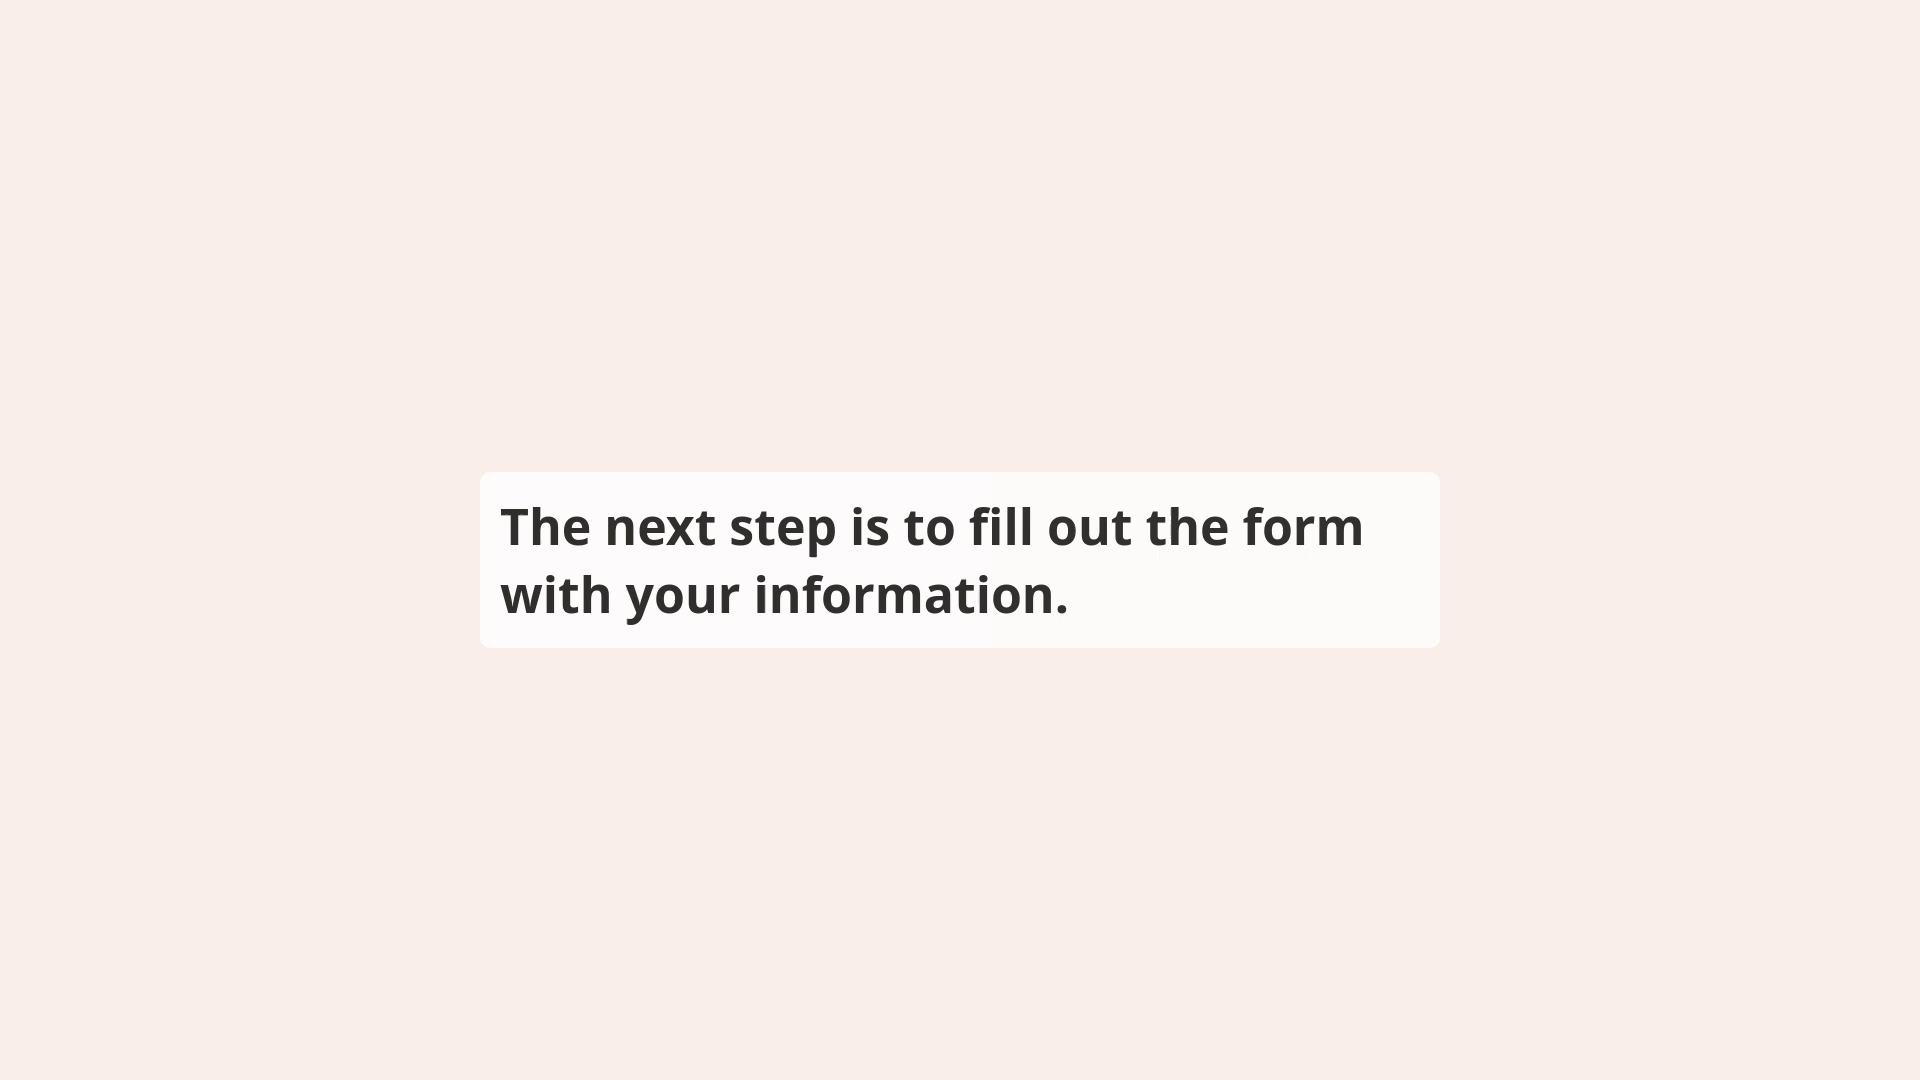 The next step is to fill out the form
with your information.